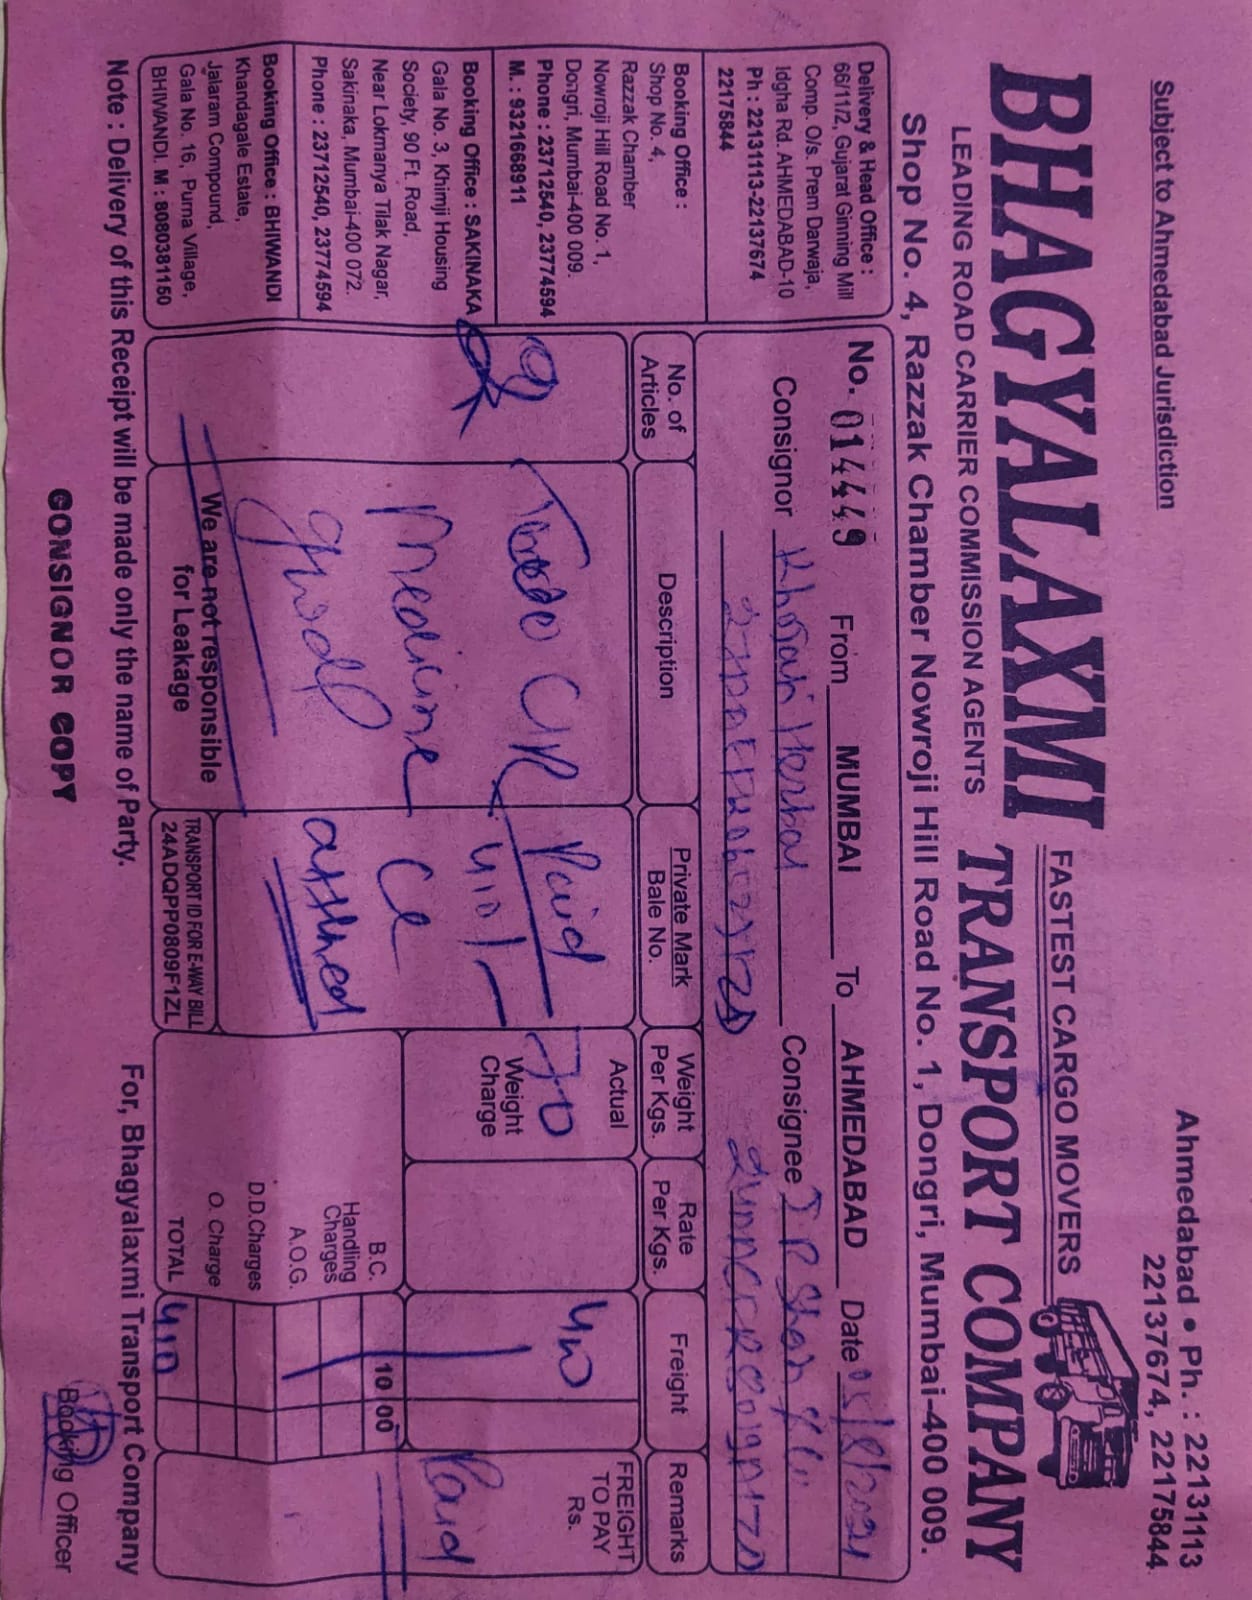 Subject to Ahmedabad Jurisdiction
Ahmedabad • Ph. : 22131113
22137674, 22175844
BHAGYALAXMI
FASTEST CARGO MOVERS
LEADING ROAD CARRIER COMMISSION AGENTS
TRANSPORT COMPANY
Shop No. 4, Razzak Chamber Nowroji Hill Road No. 1, Dongri, Mumbai-400 009.
Delivery & Head Office :
66/11/2, Gujarat Ginning Mill
Comp. O/s. Prem Darwaja,
Idgha Rd. AHMEDABAD-10
Ph : 22131113-22137674
22175844
Booking Office :
Shop No. 4,
Razzak Chamber
Nowroji Hill Road No. 1,
Dongri, Mumbai-400 009.
Phone : 23712540, 23774594
M. : 9321668911
Booking Office : SAKINAKA
Gala No. 3, Khimji Housing
Society, 90 Ft. Road,
Near Lokmanya Tilak Nagar,
Sakinaka, Mumbai-400 072.
Phone : 23712540, 23774594
Booking Office : BHIWANDI
Khandagale Estate,
Jalaram Compound,
Gala No. 16, Purna Village,
BHIWANDI. M : 8080381150
No. 014449 From MUMBAI To AHMEDABAD Date
Consignor Consignee
No. of Articles
Description
Private Mark
Bale No.
Weight
Per Kgs.
Rate
Per Kgs.
Freight
Remarks
Paid
410/-
Medicine
Actual
70
Weight
Charge
400
FREIGHT
TO PAY
Rs.
Paid
B.C. 10 00
Handling
Charges
A.O.G.
D.D.Charges
O. Charge
TOTAL 410
We are not responsible
for Leakage
TRANSPORT ID FOR E-WAY BILL
24ADQPP0809F1ZL
Note : Delivery of this Receipt will be made only the name of Party.
For, Bhagyalaxmi Transport Company
CONSIGNOR COPY
Booking Officer